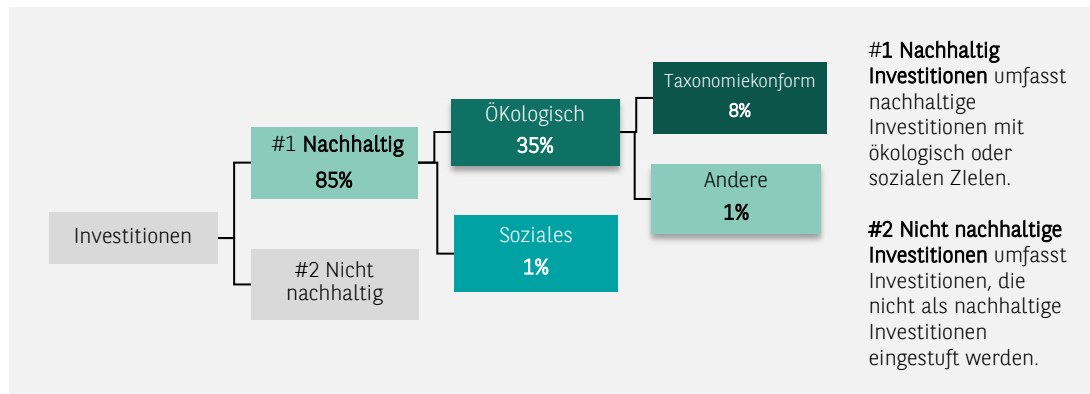 Investitionen
#1 Nachhaltig
85%
#2 Nicht
nachhaltig
ÖKologisch
35%
Soziales
1%
Taxonomiekonform
8%
Andere
1%
#1 Nachhaltig
Investitionen umfasst
nachhaltige
Investitionen mit
ökologisch oder
sozialen ZIelen.
#2 Nicht nachhaltige
Investitionen umfasst
Investitionen, die
nicht als nachhaltige
Investitionen
eingestuft werden.